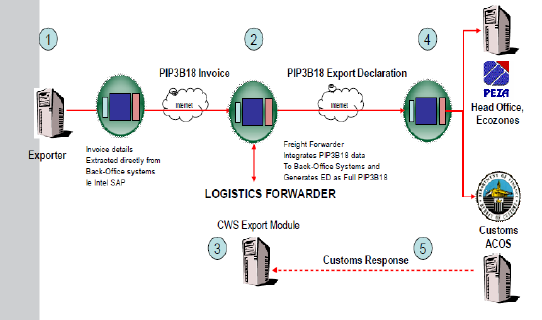 1
2
4
PIP3B18 Invoice
PIP3B18 Export Declaration
Internet
Internet
PEZA
Head Office,
Ecozones
Exporter
Invoice details
Extracted directly from
Back-Office systems
Ie Intel SAP
Freight Forwarder
Integrates PIP3B18 data
To Back-Office Systems and
Generates ED as Full PIP3B18
LOGISTICS FORWARDER
CWS Export Module
3
5
Customs Response
Customs
ACOS